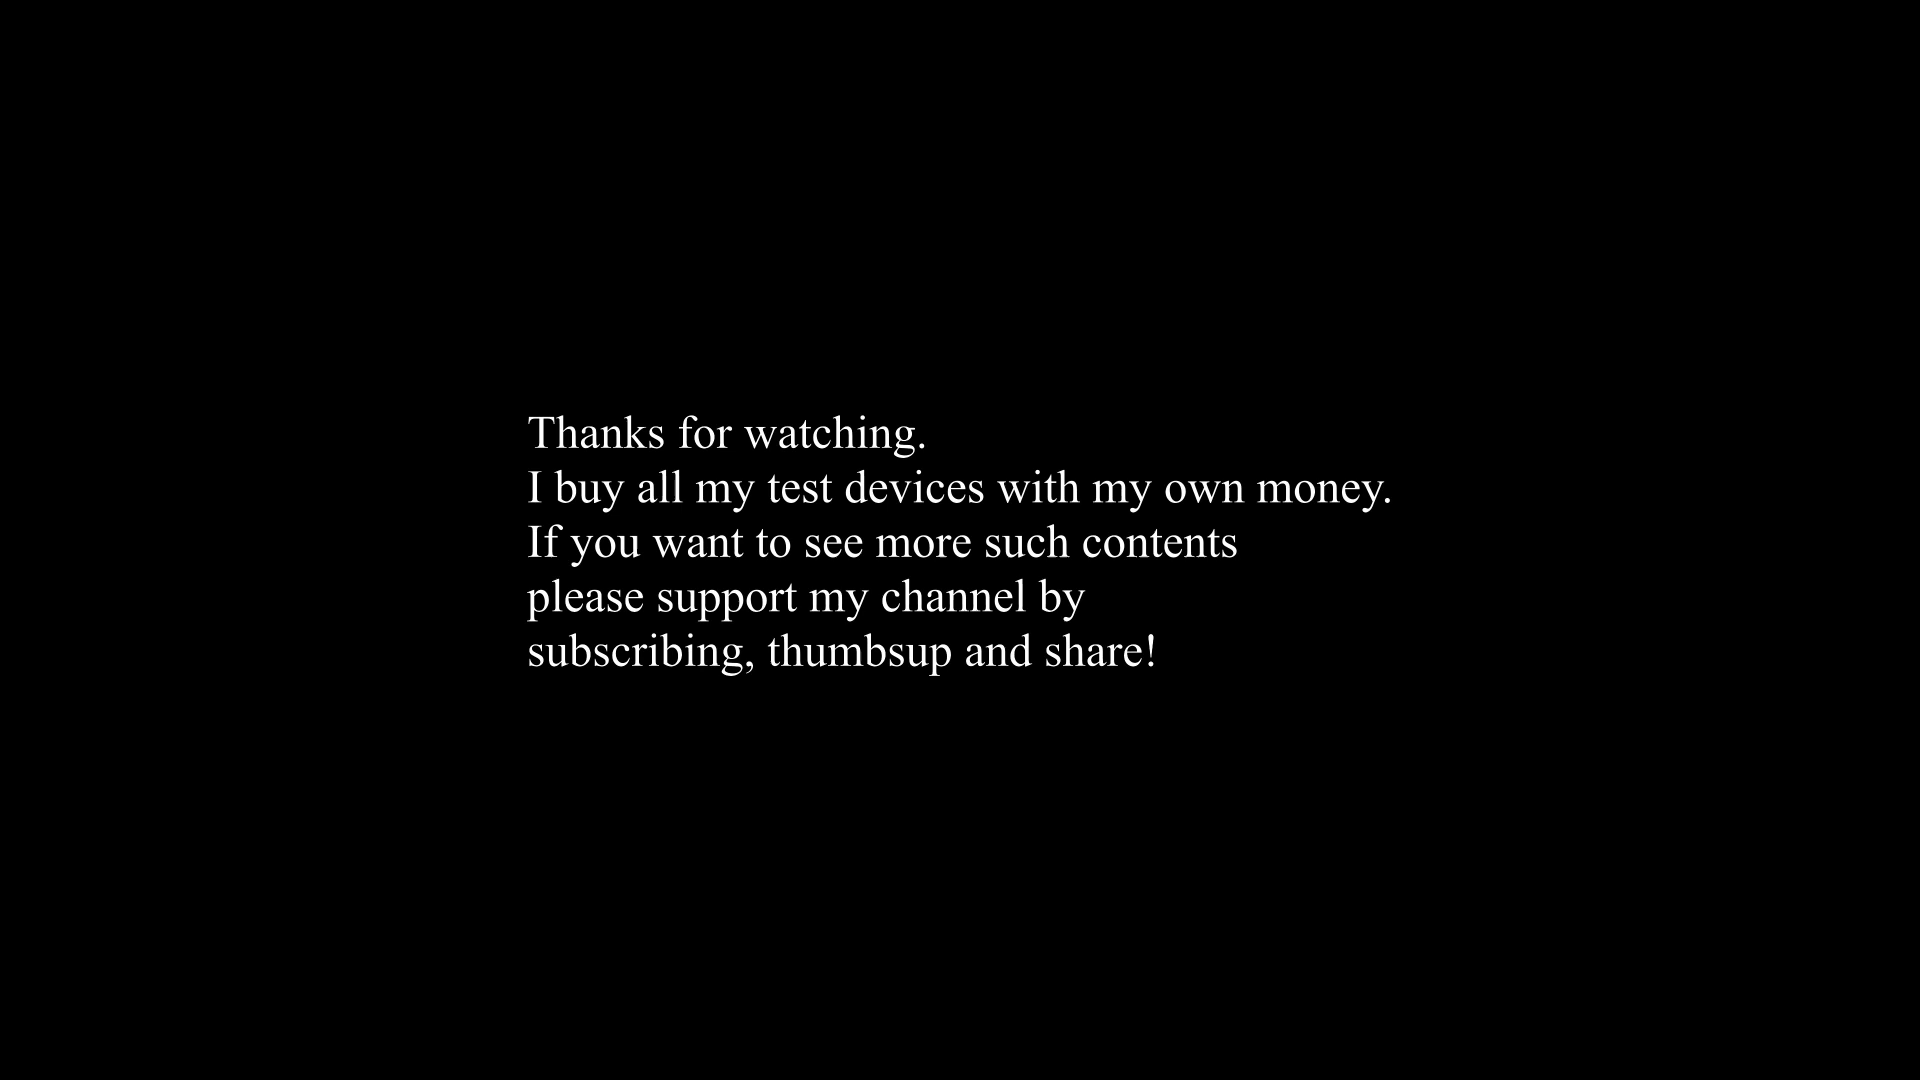 Thanks for watching.
I buy all my test devices with my own money.
If you want to see more such contents
please support my channel by
subscribing, thumbsup and share!